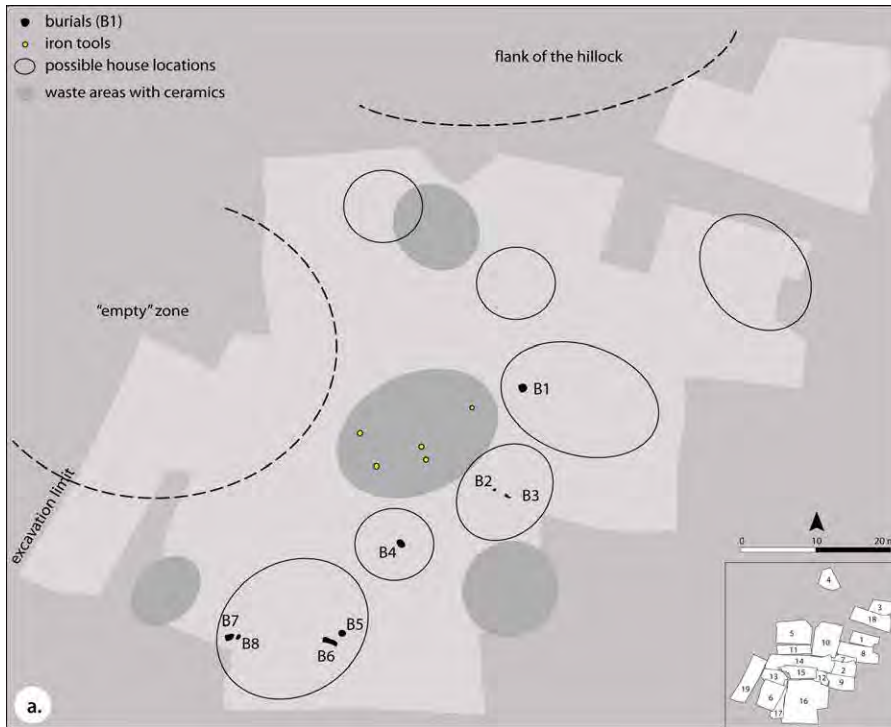 burials (B1)
iron tools
possible house locations
waste areas with ceramics
flank of the hillock
"empty" zone
excavation limit
B1
B2
B3
B4
B5
B6
B7
B8
0 10 20 m
4
3
18
5
10
1
8
11
14
7
2
15
13
12
9
19
6
16
17
a.